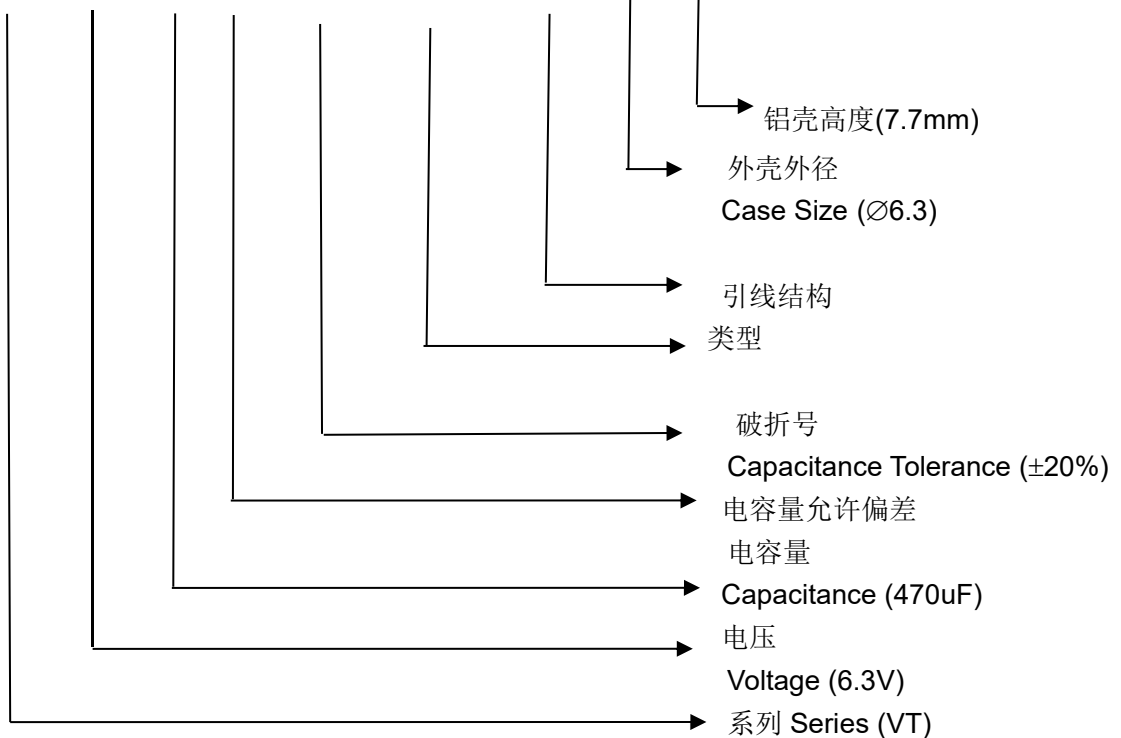 铝壳高度(7.7mm)
外壳外径
Case Size (∅6.3)
引线结构
类型
破折号
Capacitance Tolerance (±20%)
电容量允许偏差
电容量
Capacitance (470uF)
电压
Voltage (6.3V)
系列 Series (VT)